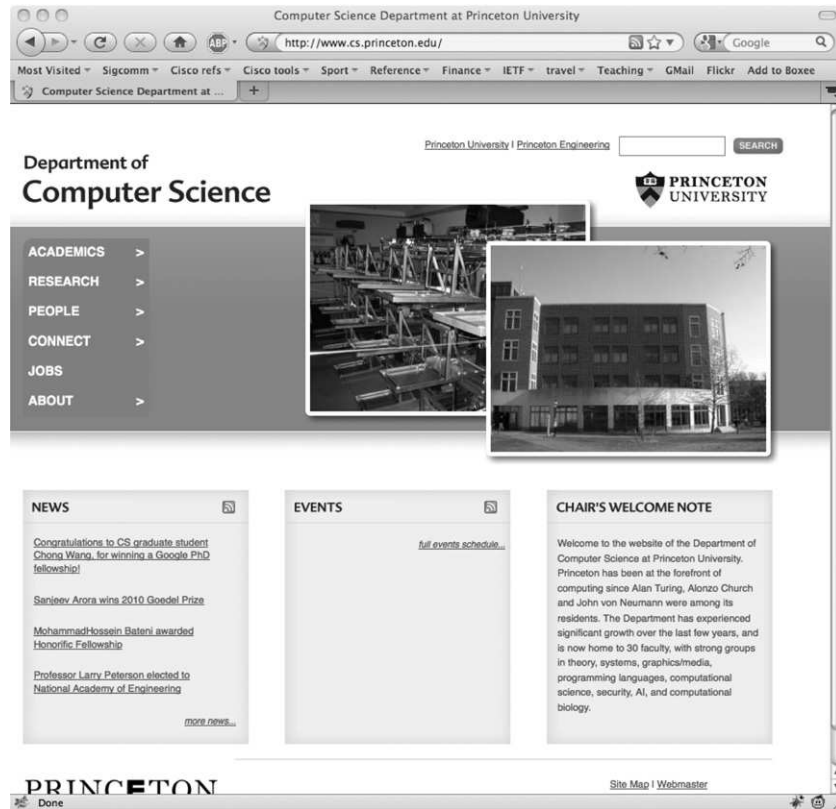 Computer Science Department at Princeton University
ABP
http://www.cs.princeton.edu/
Google
Most Visited Sigcomm Cisco refs Cisco tools Sport Reference Finance IETF travel Teaching GMail Flickr Add to Boxee
Computer Science Department at ...
+
Princeton University | Princeton Engineering
SEARCH
Department of
Computer Science
PRINCETON
UNIVERSITY
ACADEMICS >
RESEARCH >
PEOPLE >
CONNECT >
JOBS
ABOUT >
NEWS
Congratulations to CS graduate student
Chong Wang, for winning a Google PhD
fellowship!
Sanjeev Arora wins 2010 Goedel Prize
MohammadHossein Bateni awarded
Honorific Fellowship
Professor Larry Peterson elected to
National Academy of Engineering
more news...
EVENTS
full events schedule...
CHAIR'S WELCOME NOTE
Welcome to the website of the Department of
Computer Science at Princeton University.
Princeton has been at the forefront of
computing since Alan Turing, Alonzo Church
and John von Neumann were among its
residents. The Department has experienced
significant growth over the last few years, and
is now home to 30 faculty, with strong groups
in theory, systems, graphics/media,
programming languages, computational
science, security, AI, and computational
biology.
PRINCETON
Site Map | Webmaster
Done